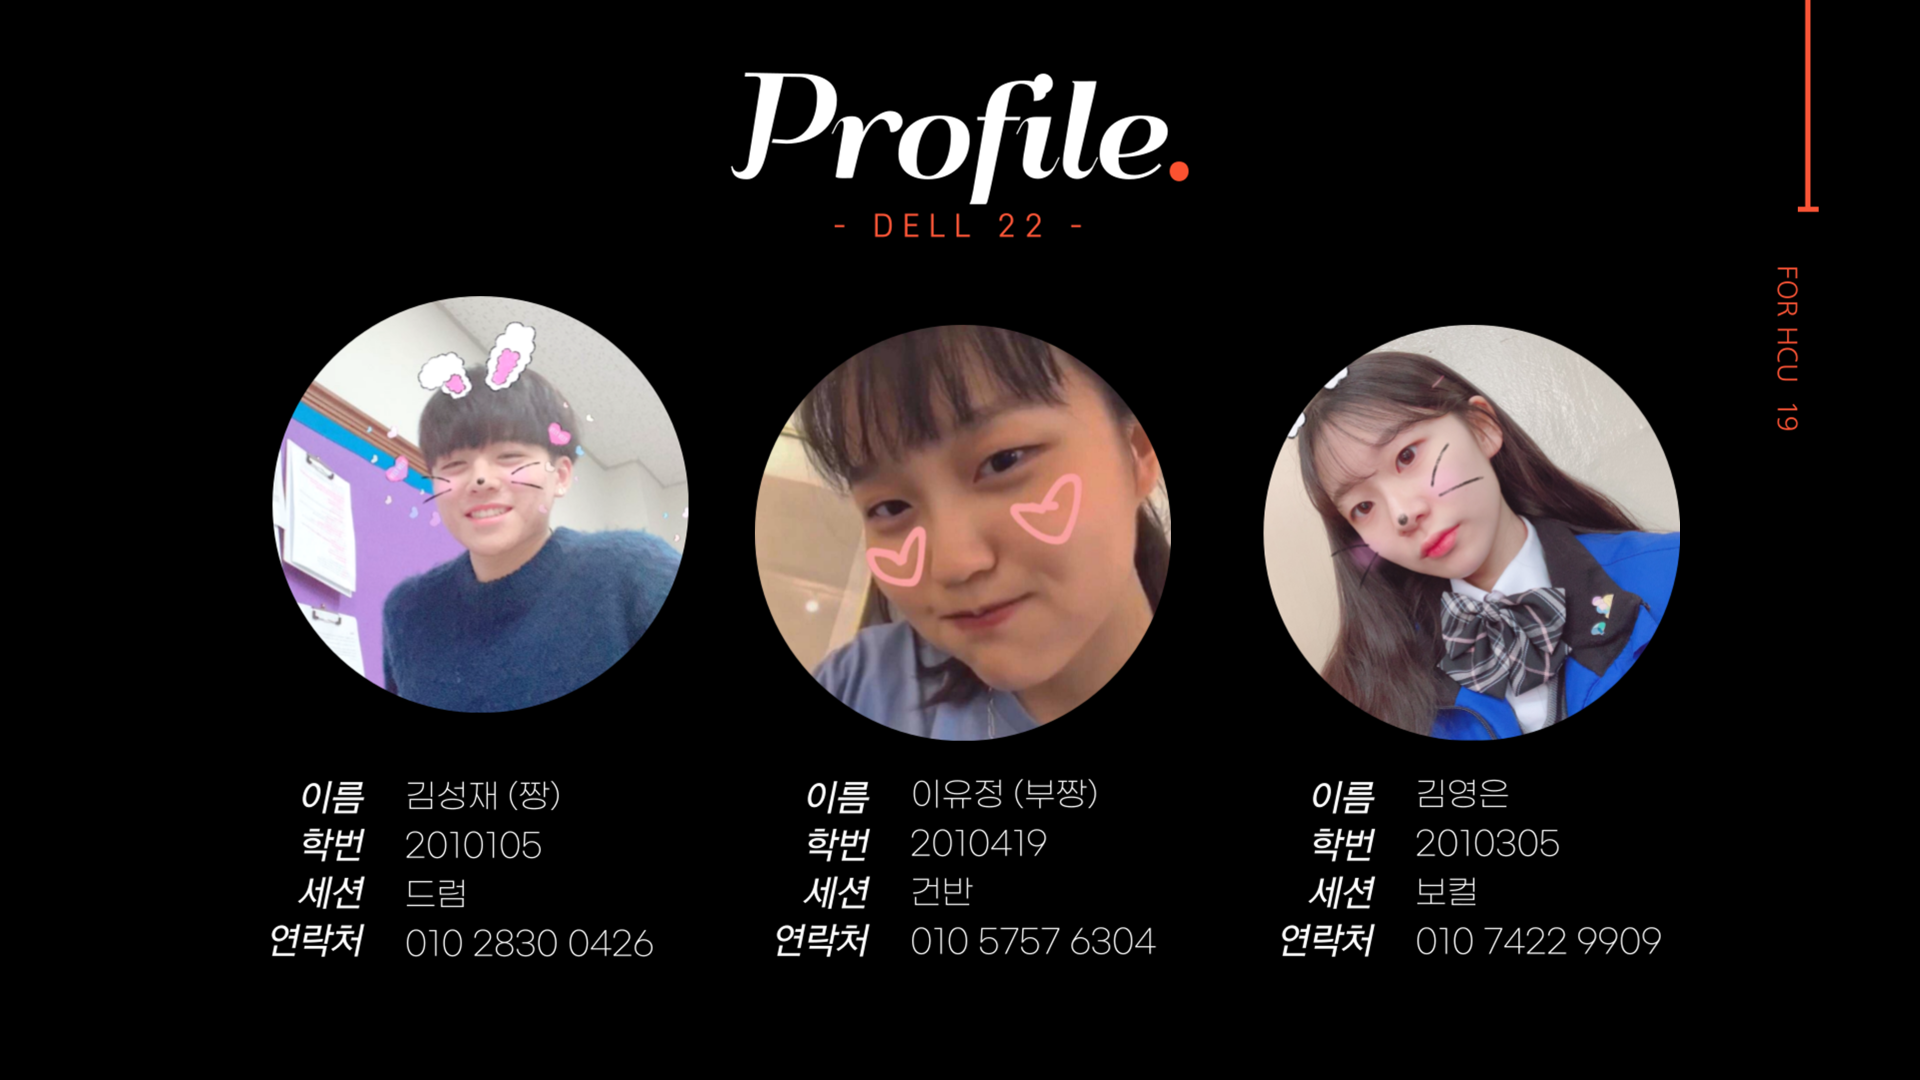 Profile.
- DELL 22 -
FOR HCU 19
이름 김성재 (짱)
학번 2010105
세션 드럼
연락처 010 2830 0426
이름 이유정 (부짱)
학번 2010419
세션 건반
연락처 010 5757 6304
이름 김영은
학번 2010305
세션 보컬
연락처 010 7422 9909